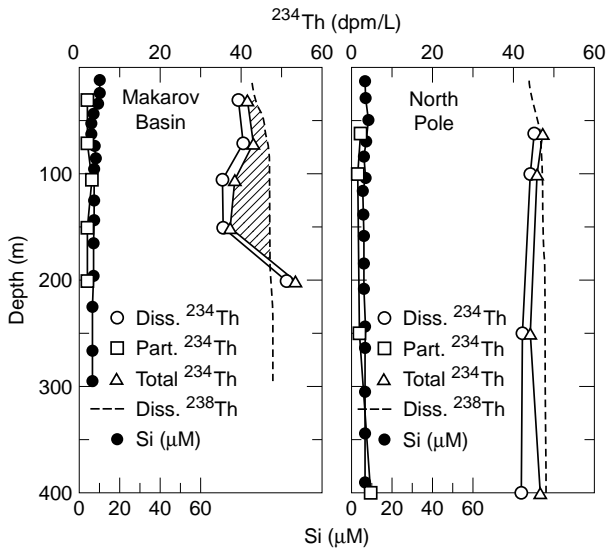 234Th (dpm/L)
0 20 40 60 20 40 60
0
100
200
300
400
Depth (m)
Makarov
Basin
Diss. 234Th
Part. 234Th
Total 234Th
Diss. 238Th
Si (μM)
0 20 60
North
Pole
Diss. 234Th
Part. 234Th
Total 234Th
Diss. 238Th
Si (μM)
0 20 60
Si (μM)